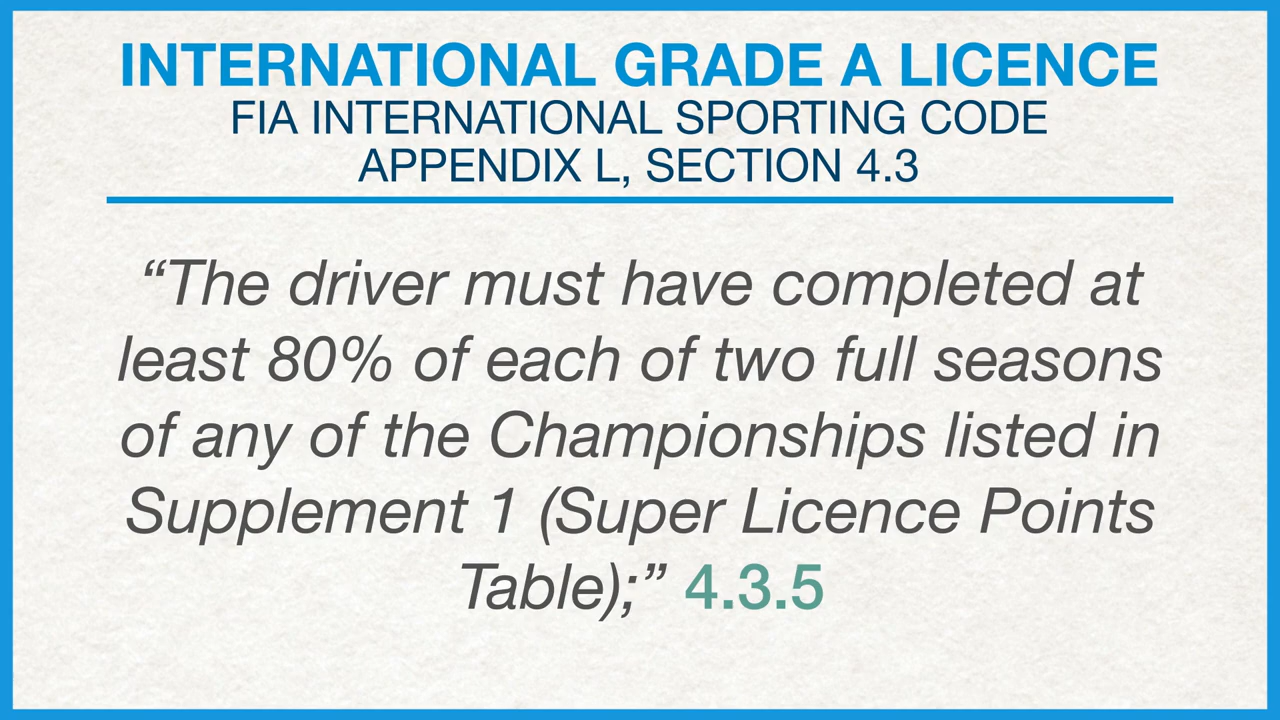 INTERNATIONAL GRADE A LICENCE
FIA INTERNATIONAL SPORTING CODE
APPENDIX L, SECTION 4.3
“The driver must have completed at
least 80% of each of two full seasons
of any of the Championships listed in
Supplement 1 (Super Licence Points
Table);” 4.3.5